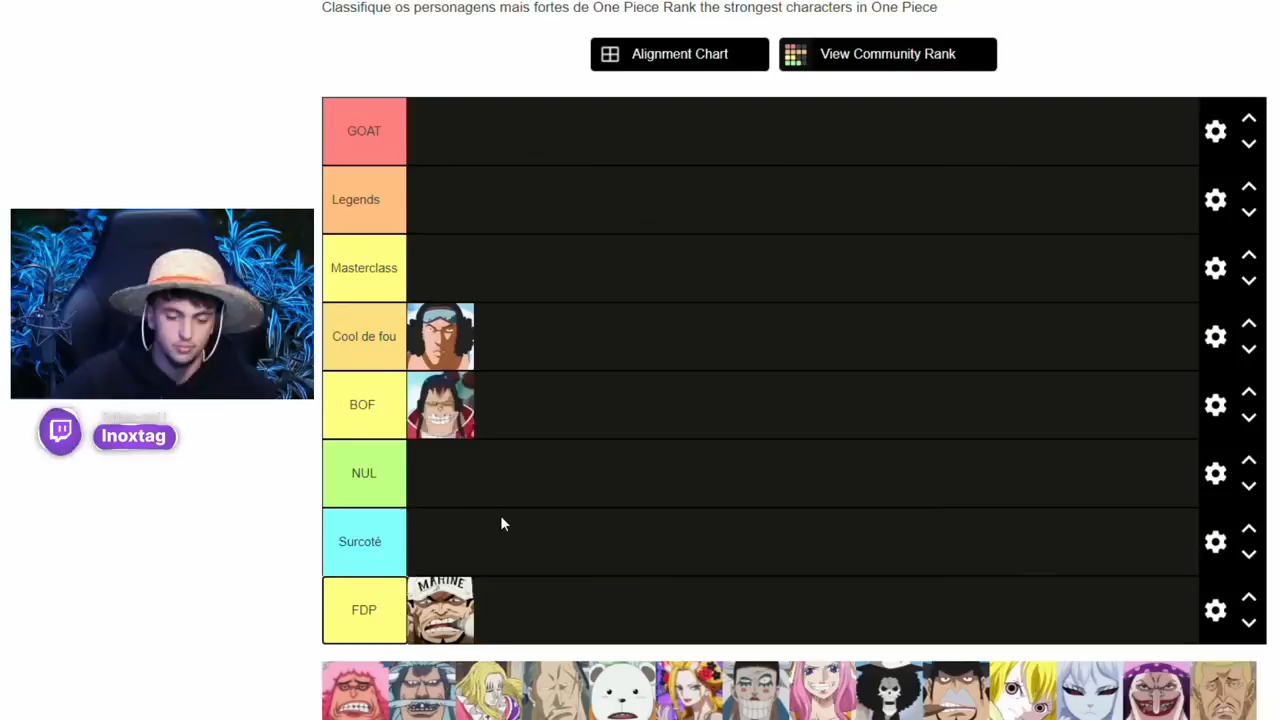 Classifique os personagens mais fortes de One Piece Rank the strongest characters in One Piece
Alignment Chart
View Community Rank
GOAT
Legends
Masterclass
Cool de fou
BOF
NUL
Surcoté
FDP
MARINE
Inoxtag